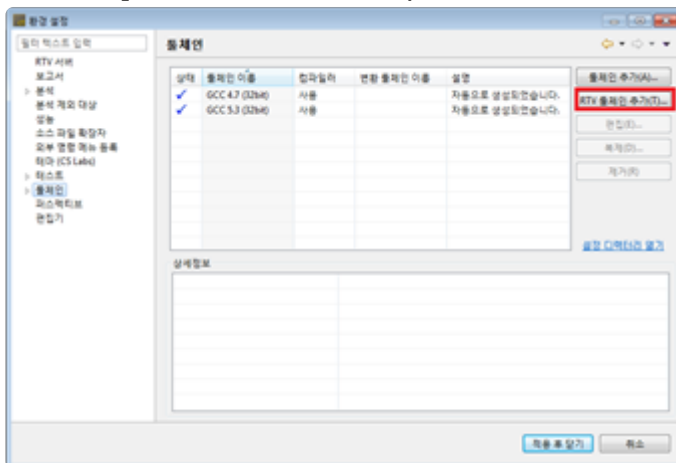 환경 설정
필터 텍스트 입력
RTV 서버
보고서
분석
분석 제외 대상
성능
소스 파일 확장자
외부 명령 메뉴 등록
테마 (CS Labs)
테스트
툴체인
퍼스펙티브
편집기
툴체인
상태 툴체인 이름 컴파일러 변환 툴체인 이름 설명
GCC 4.7 (32bit) 사용 자동으로 생성되었습니다.
GCC 5.3 (32bit) 사용 자동으로 생성되었습니다.
툴체인 추가(A)...
RTV 툴체인 추가(T)...
편집(E)...
복제(D)...
제거(R)
설정 디렉터리 열기
상세정보
적용 후 닫기
취소